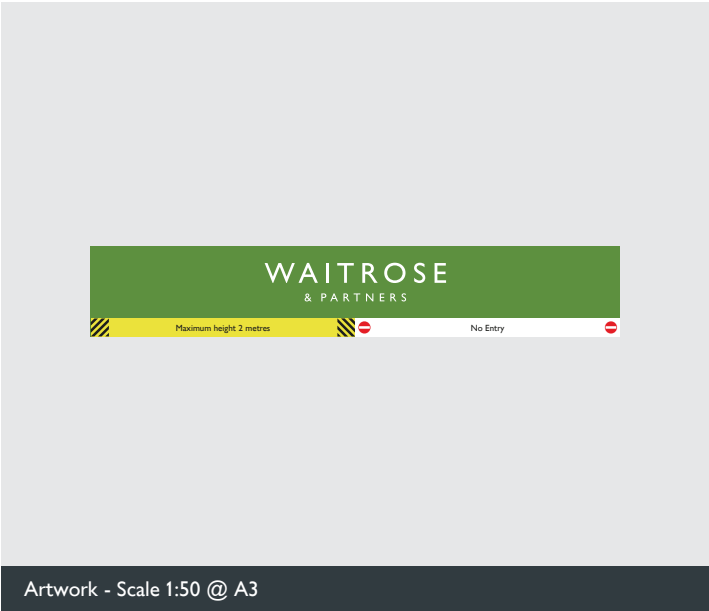 WAITROSE
& PARTNERS
Maximum height 2 metres
No Entry
Artwork - Scale 1:50 @ A3